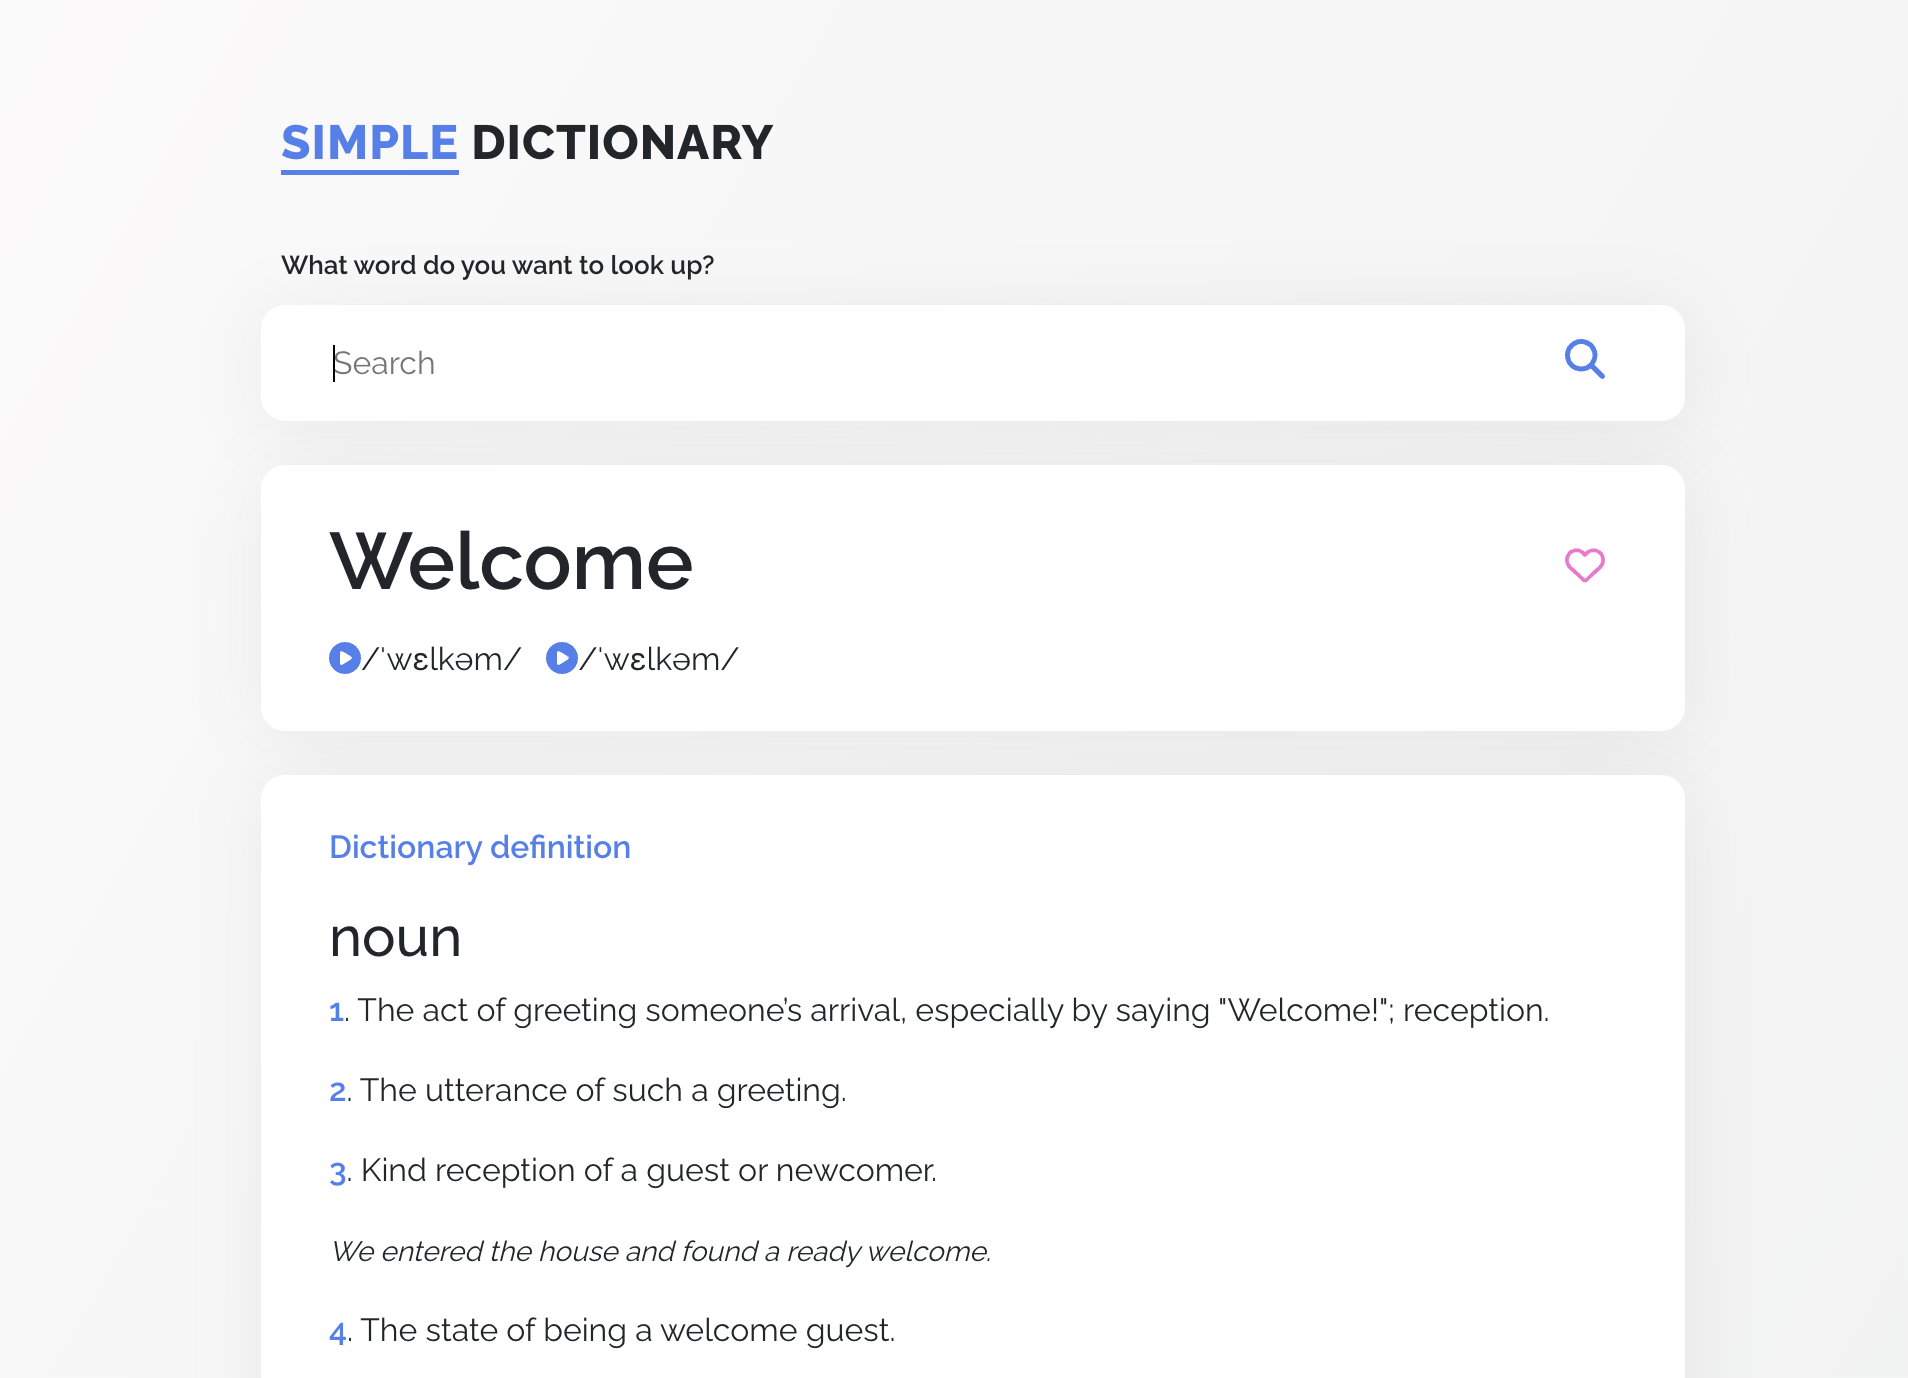 SIMPLE DICTIONARY
What word do you want to look up?
Search
Welcome
/ˈwɛlkəm/ /ˈwɛlkəm/
Dictionary definition
noun
1. The act of greeting someone’s arrival, especially by saying "Welcome!"; reception.
2. The utterance of such a greeting.
3. Kind reception of a guest or newcomer.
We entered the house and found a ready welcome.
4. The state of being a welcome guest.